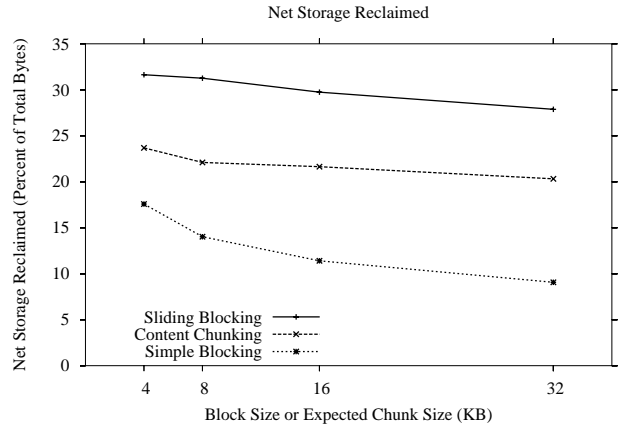 Net Storage Reclaimed
Net Storage Reclaimed (Percent of Total Bytes)
35
30
25
20
15
10
5
0
Sliding Blocking
Content Chunking
Simple Blocking
4 8 16 32
Block Size or Expected Chunk Size (KB)